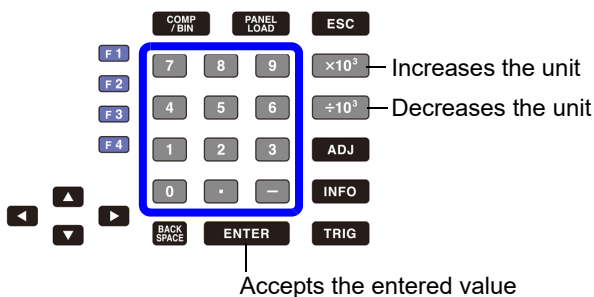 COMP
/ BIN
PANEL
LOAD
ESC
F 1
7 8 9
×10³
Increases the unit
F 2
4 5 6
÷10³
Decreases the unit
F 3
F 4
1 2 3
ADJ
0 . −
INFO
BACK
SPACE
ENTER
TRIG
Accepts the entered value